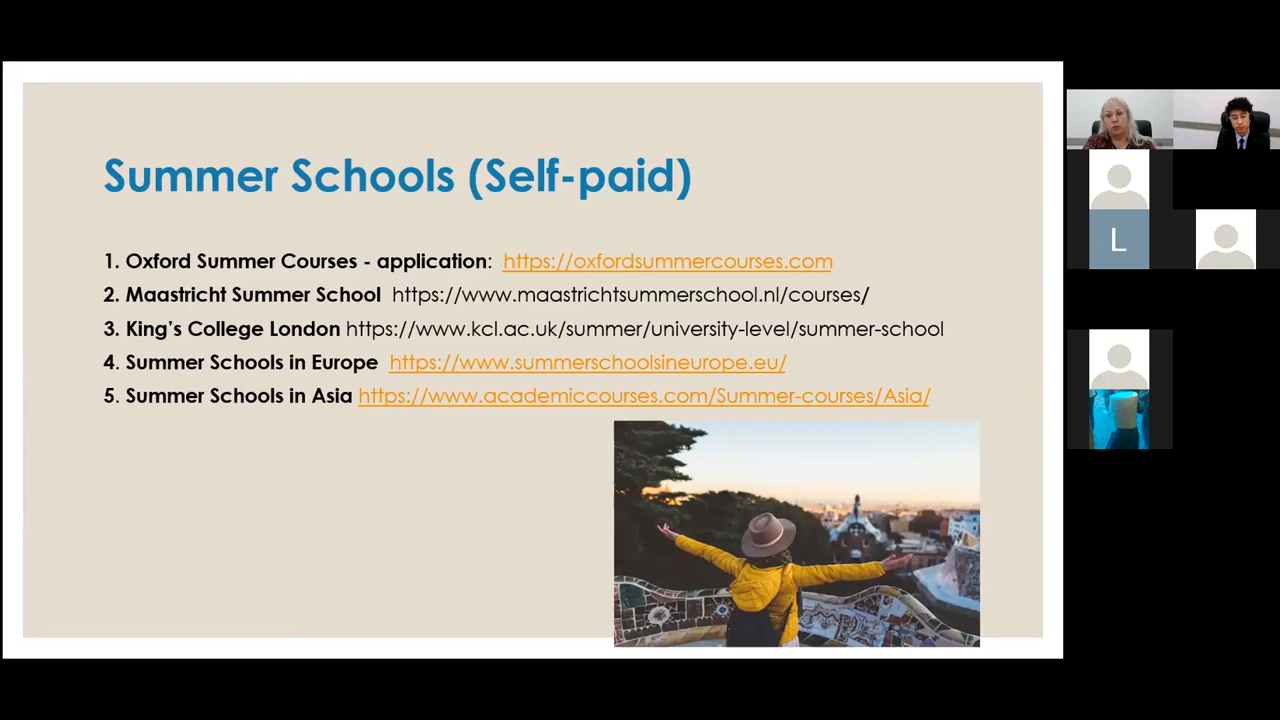 Summer Schools (Self-paid)
1. Oxford Summer Courses - application: https://oxfordsummercourses.com
2. Maastricht Summer School https://www.maastrichtsummerschool.nl/courses/
3. King’s College London https://www.kcl.ac.uk/summer/university-level/summer-school
4. Summer Schools in Europe https://www.summerschoolsineurope.eu/
5. Summer Schools in Asia https://www.academiccourses.com/Summer-courses/Asia/
L